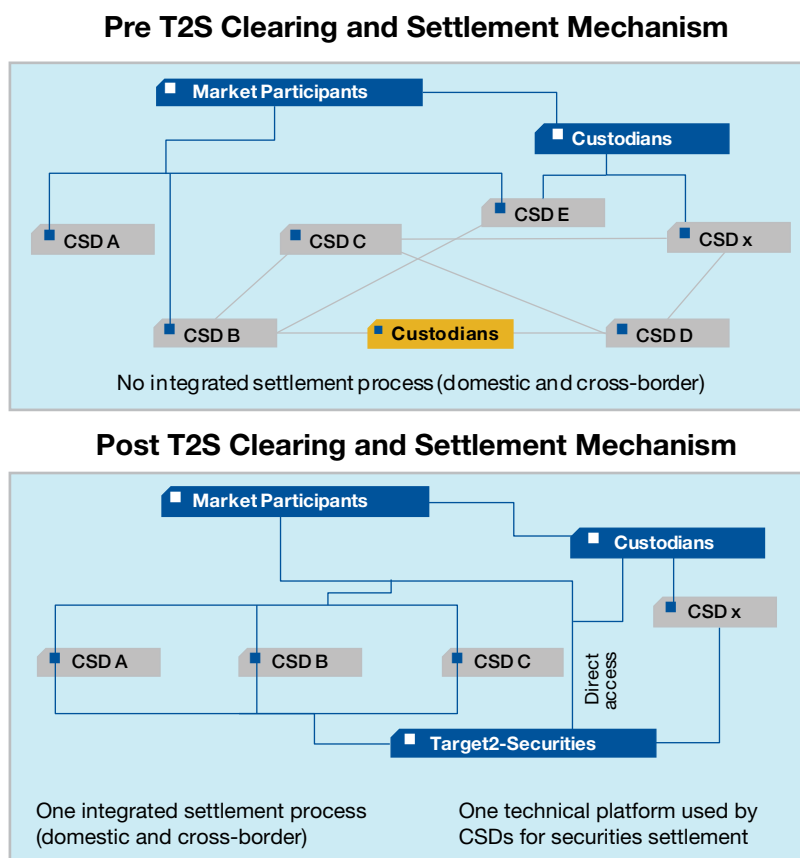 Pre T2S Clearing and Settlement Mechanism
Market Participants
Custodians
CSD E
CSD A
CSD C
CSD x
CSD B
Custodians
CSD D
No integrated settlement process (domestic and cross-border)
Post T2S Clearing and Settlement Mechanism
Market Participants
Custodians
CSD x
CSD A
CSD B
CSD C
Direct
access
Target2-Securities
One integrated settlement process
(domestic and cross-border)
One technical platform used by
CSDs for securities settlement